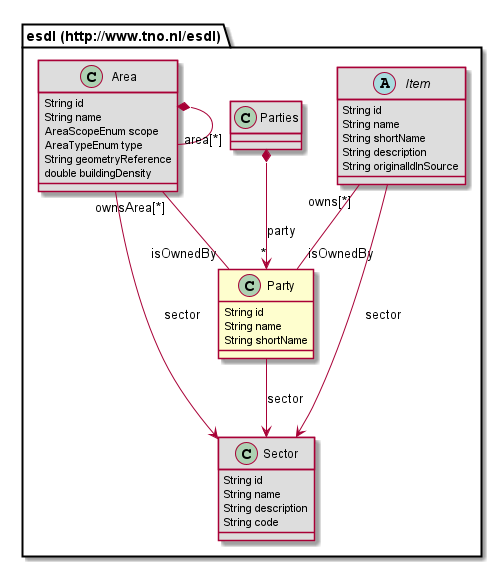 esdl (http://www.tno.nl/esdl)
C Area
String id
String name
AreaScopeEnum scope
AreaTypeEnum type
String geometryReference
double buildingDensity
area[*]
C Parties
A Item
String id
String name
String shortName
String description
String originalIdInSource
ownsArea[*]
owns[*]
party
*
isOwnedBy
isOwnedBy
C Party
String id
String name
String shortName
sector
sector
sector
C Sector
String id
String name
String description
String code